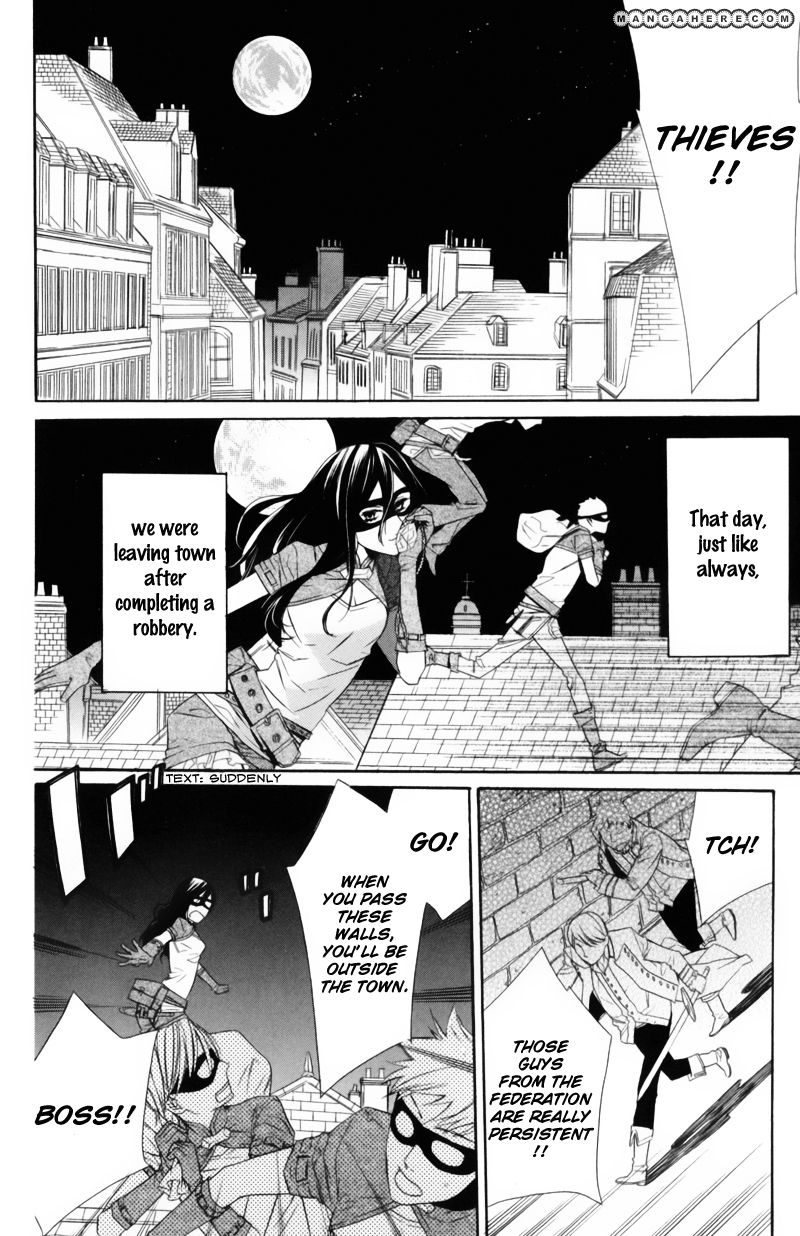 MANGAHERE.COM
THIEVES
!!
That day,
just like
always,
we were
leaving town
after
completing a
robbery.
TCH!
THOSE
GUYS
FROM THE
FEDERATION
ARE REALLY
PERSISTENT
!!
TEXT: SUDDENLY
GO!
WHEN
YOU PASS
THESE
WALLS,
YOU'LL BE
OUTSIDE
THE TOWN.
BOSS!!